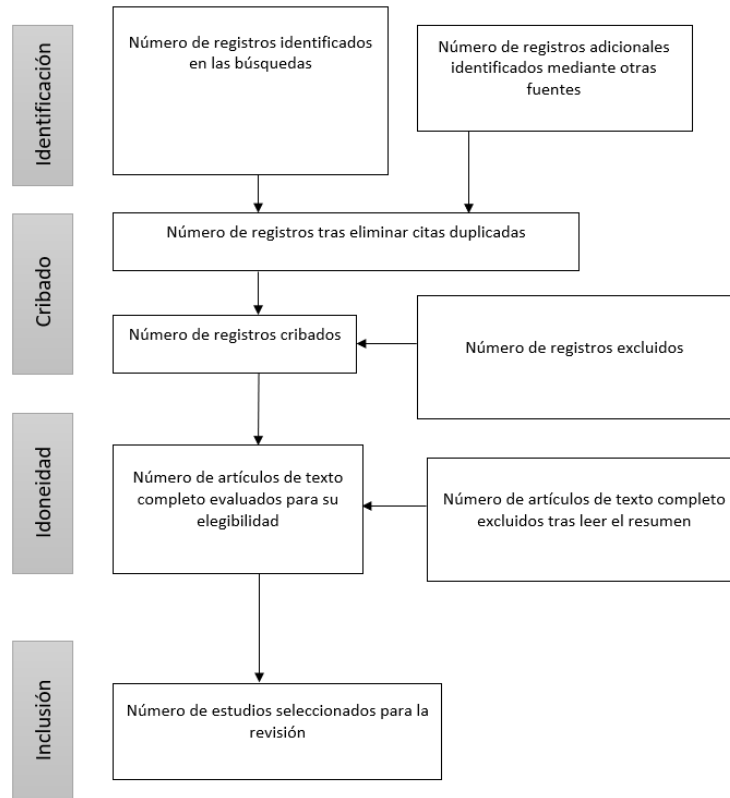 Identificación
Número de registros identificados
en las búsquedas
Número de registros adicionales
identificados mediante otras
fuentes
Cribado
Número de registros tras eliminar citas duplicadas
Número de registros cribados
Número de registros excluidos
Idoneidad
Número de artículos de texto
completo evaluados para su
elegibilidad
Número de artículos de texto completo
excluidos tras leer el resumen
Inclusión
Número de estudios seleccionados para la
revisión